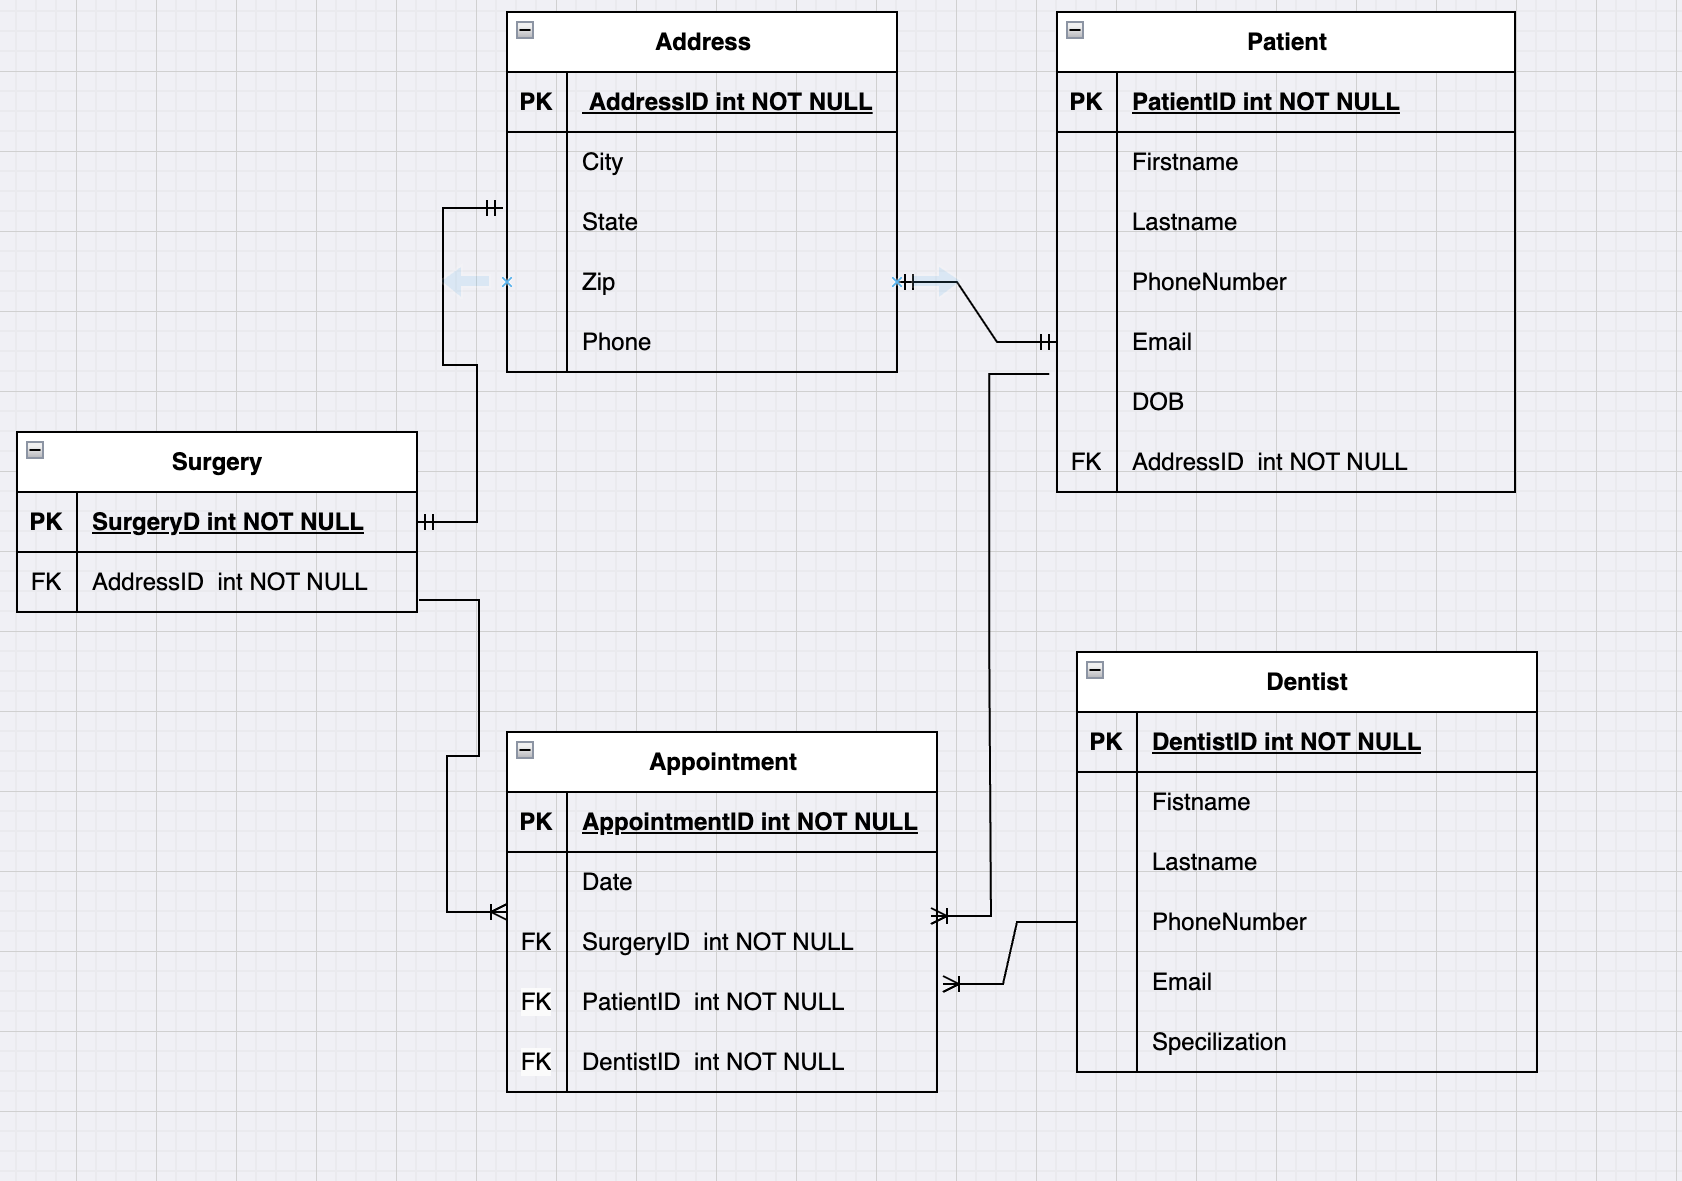 Address
PK AddressID int NOT NULL
City
State
Zip
Phone
Patient
PK PatientID int NOT NULL
Firstname
Lastname
PhoneNumber
Email
DOB
FK AddressID int NOT NULL
Surgery
PK SurgeryD int NOT NULL
FK AddressID int NOT NULL
Appointment
PK AppointmentID int NOT NULL
Date
FK SurgeryID int NOT NULL
FK PatientID int NOT NULL
FK DentistID int NOT NULL
Dentist
PK DentistID int NOT NULL
Fistname
Lastname
PhoneNumber
Email
Specilization